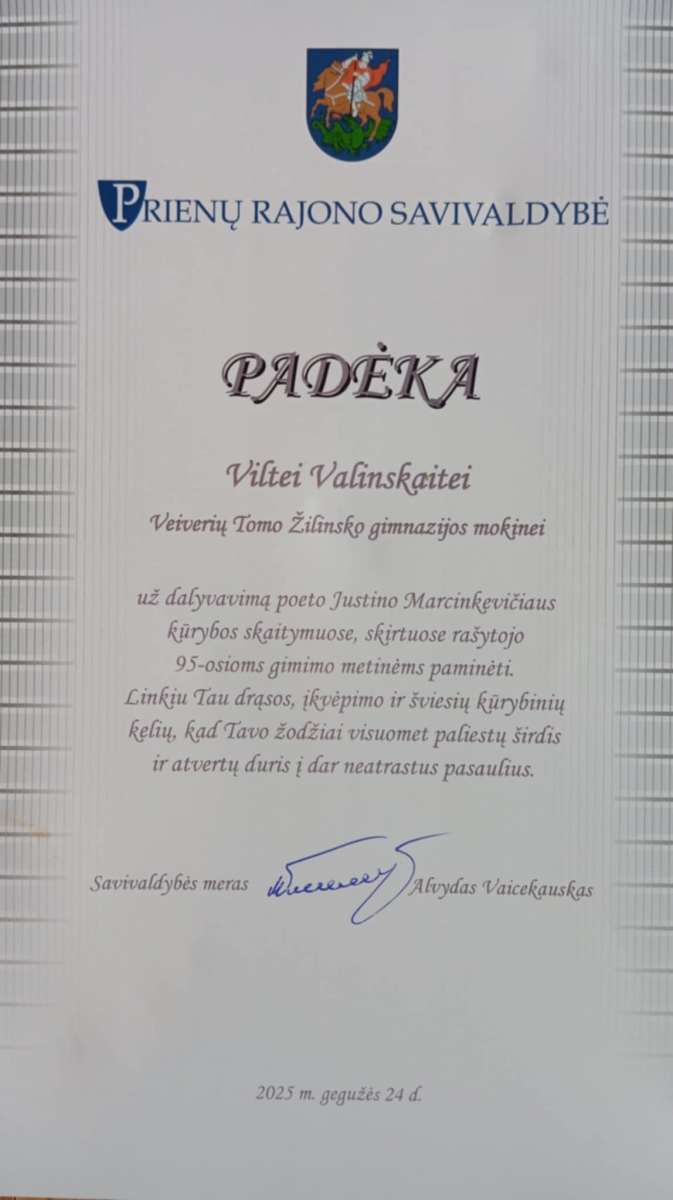 PRIENŲ RAJONO SAVIVALDYBĖ
PADĖKA
Viltei Valinskaitei
Veiverių Tomo Žilinsko gimnazijos mokinei
už dalyvavimą poeto Justino Marcinkevičiaus
kūrybos skaitymuose, skirtuose rašytojo
95-osioms gimimo metinėms paminėti.
Linkiu Tau drąsos, įkvėpimo ir šviesių kūrybinių
kelių, kad Tavo žodžiai visuomet paliestų širdis
ir atvertų duris į dar neatrastus pasaulius.
Savivaldybės meras Alvydas Vaicekauskas
2025 m. gegužės 24 d.